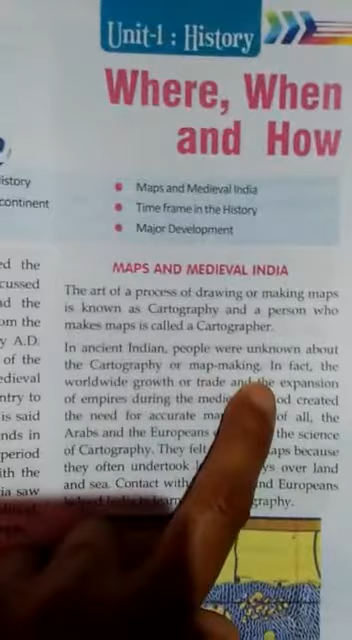 Unit-1 : History
Where, When
and How
istory
continent
Maps and Medieval India
Time frame in the History
Major Development
MAPS AND MEDIEVAL INDIA
ed the
cussed
ad the
om the
y A.D.
of the
edieval
ntry to
is said
nds in
period
ith the
ia saw
The art of a process of drawing or making maps
is known as Cartography and a person who
makes maps is called a Cartographer.
In ancient Indian, people were unknown about
the Cartography or map-making. In fact, the
worldwide growth or trade and the expansion
of empires during the created
the need for accurate of all, the
Arabs and the Europeans the science
of Cartography. They felt because
they often undertook over land
and sea. Contact with Europeans